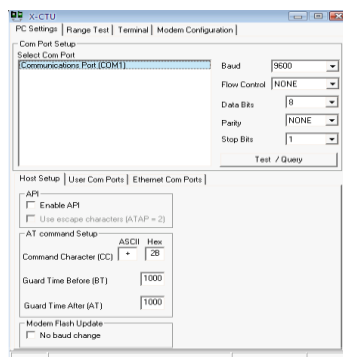 X-CTU
PC Settings Range Test Terminal Modem Configuration
Com Port Setup
Select Com Port
Communications Port (COM1)
Baud 9600
Flow Control NONE
Data Bits 8
Parity NONE
Stop Bits 1
Test / Query
Host Setup User Com Ports Ethernet Com Ports
API
Enable API
Use escape characters (ATAP = 2)
AT command Setup
ASCII Hex
Command Character (CC) + 2B
Guard Time Before (BT) 1000
Guard Time After (AT) 1000
Modem Flash Update
No baud change